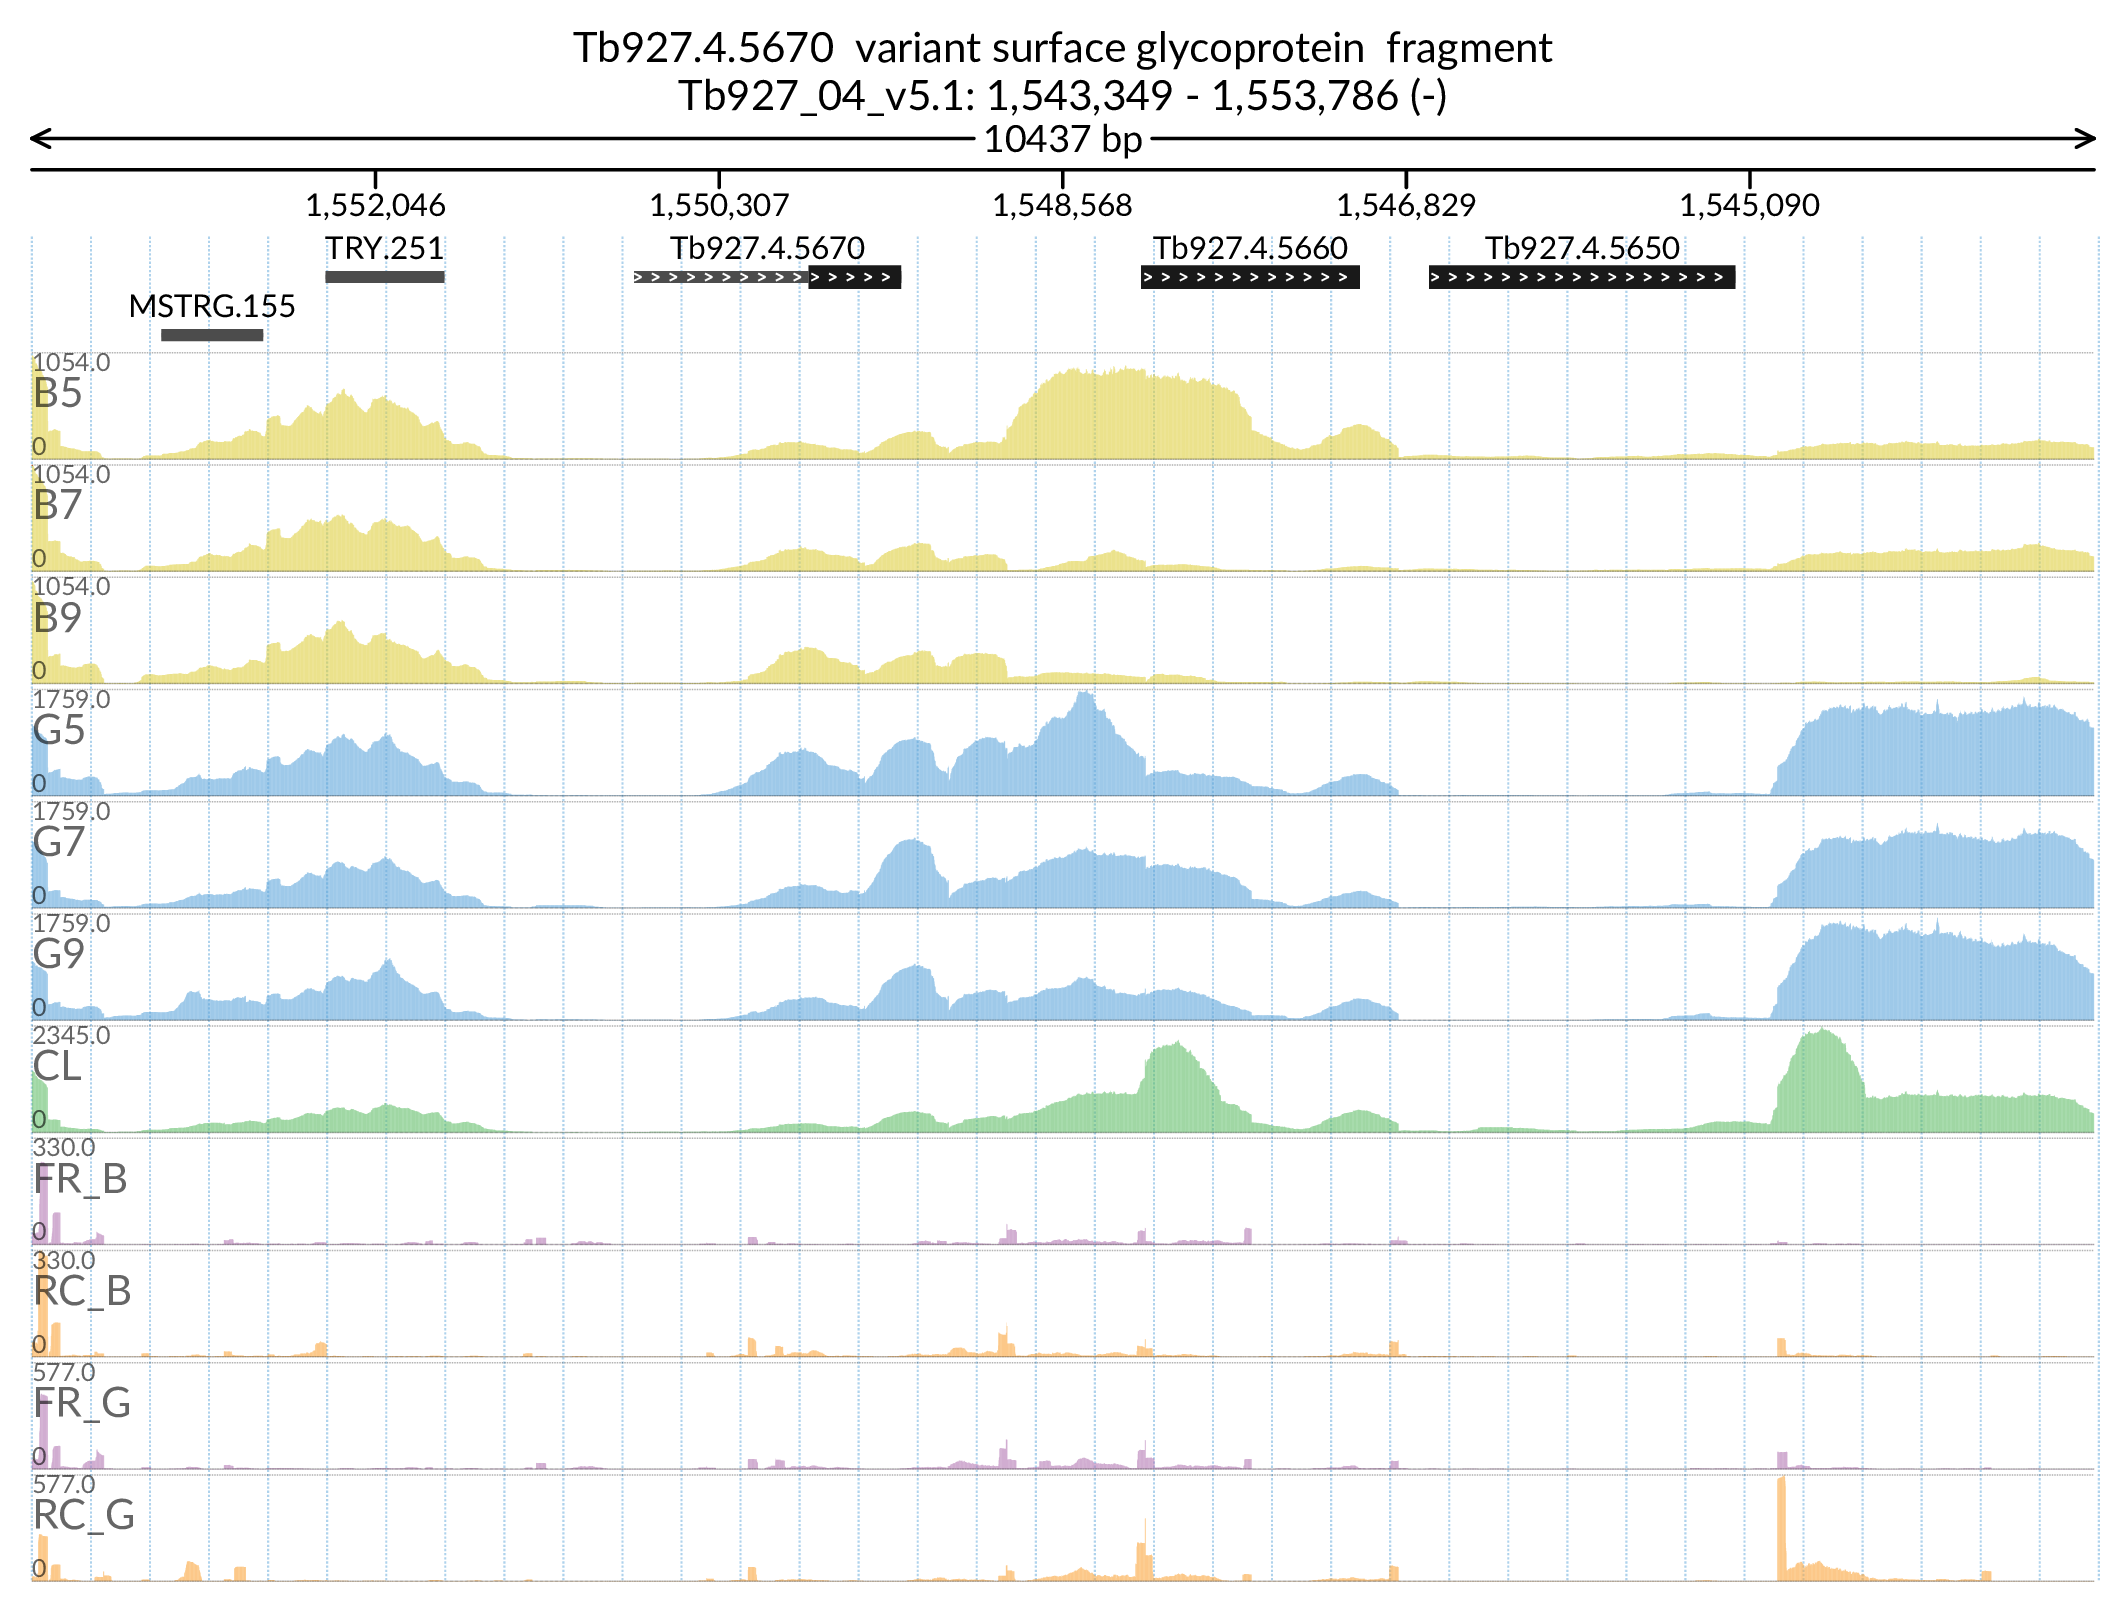 Tb927.4.5670 variant surface glycoprotein fragment
Tb927_04_v5.1: 1,543,349 - 1,553,786 (-)
10437 bp
1,552,046 1,550,307 1,548,568 1,546,829 1,545,090
TRY.251 Tb927.4.5670 Tb927.4.5660 Tb927.4.5650
MSTRG.155
1054.0
B5
0
1054.0
B7
0
1054.0
B9
0
1759.0
G5
0
1759.0
G7
0
1759.0
G9
0
2345.0
CL
0
330.0
FR_B
0
330.0
RC_B
0
577.0
FR_G
0
577.0
RC_G
0